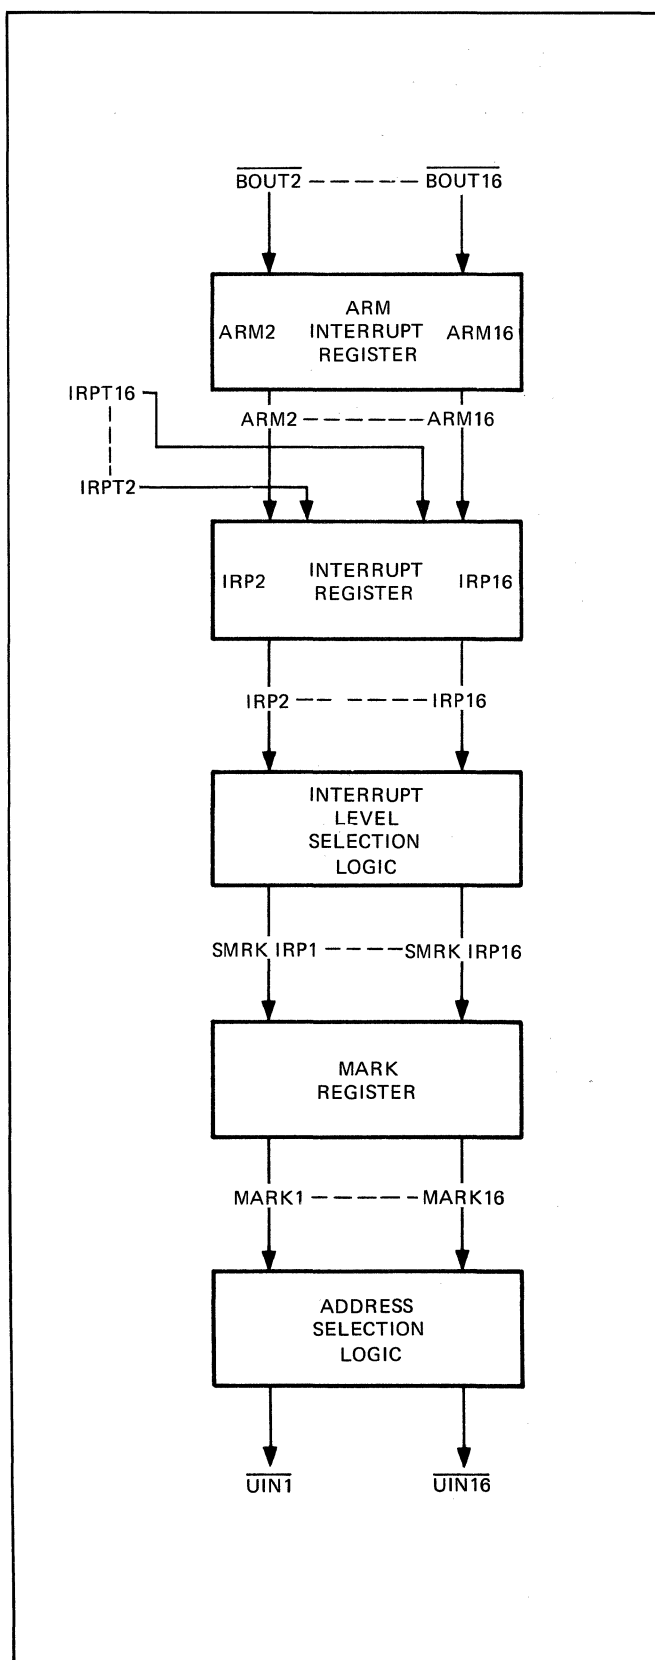 BOUT2 ----- BOUT16
ARM2
ARM
INTERRUPT
REGISTER
ARM16
IRPT16
ARM2 ------ ARM16
IRPT2
IRP2
INTERRUPT
REGISTER
IRP16
IRP2 -- ---- IRP16
INTERRUPT
LEVEL
SELECTION
LOGIC
SMRK IRP1 ---- SMRK IRP16
MARK
REGISTER
MARK1 ----- MARK16
ADDRESS
SELECTION
LOGIC
UIN1 UIN16